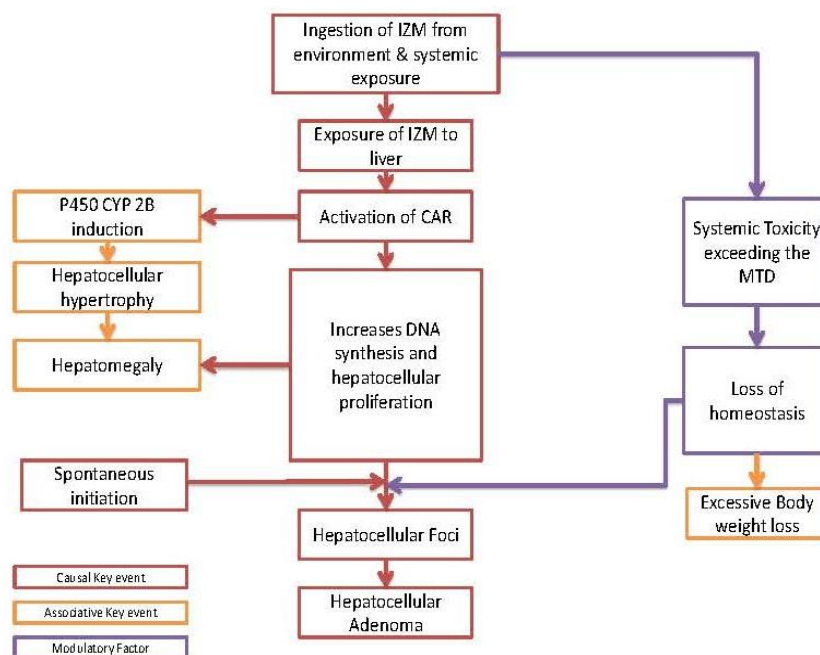 Ingestion of IZM from
environment & systemic
exposure
Exposure of IZM to
liver
P450 CYP 2B
induction
Activation of CAR
Systemic Toxicity
exceeding the
MTD
Hepatocellular
hypertrophy
Increases DNA
synthesis and
hepatocellular
proliferation
Hepatomegaly
Loss of
homeostasis
Spontaneous
initiation
Excessive Body
weight loss
Hepatocellular Foci
Hepatocellular
Adenoma
Causal Key event
Associative Key event
Modulatory Factor